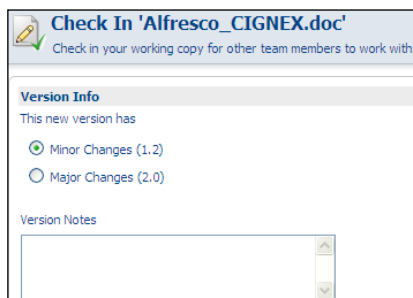 Check In 'Alfresco_CIGNEX.doc'
Check in your working copy for other team members to work with
Version Info
This new version has
Minor Changes (1.2)
Major Changes (2.0)
Version Notes